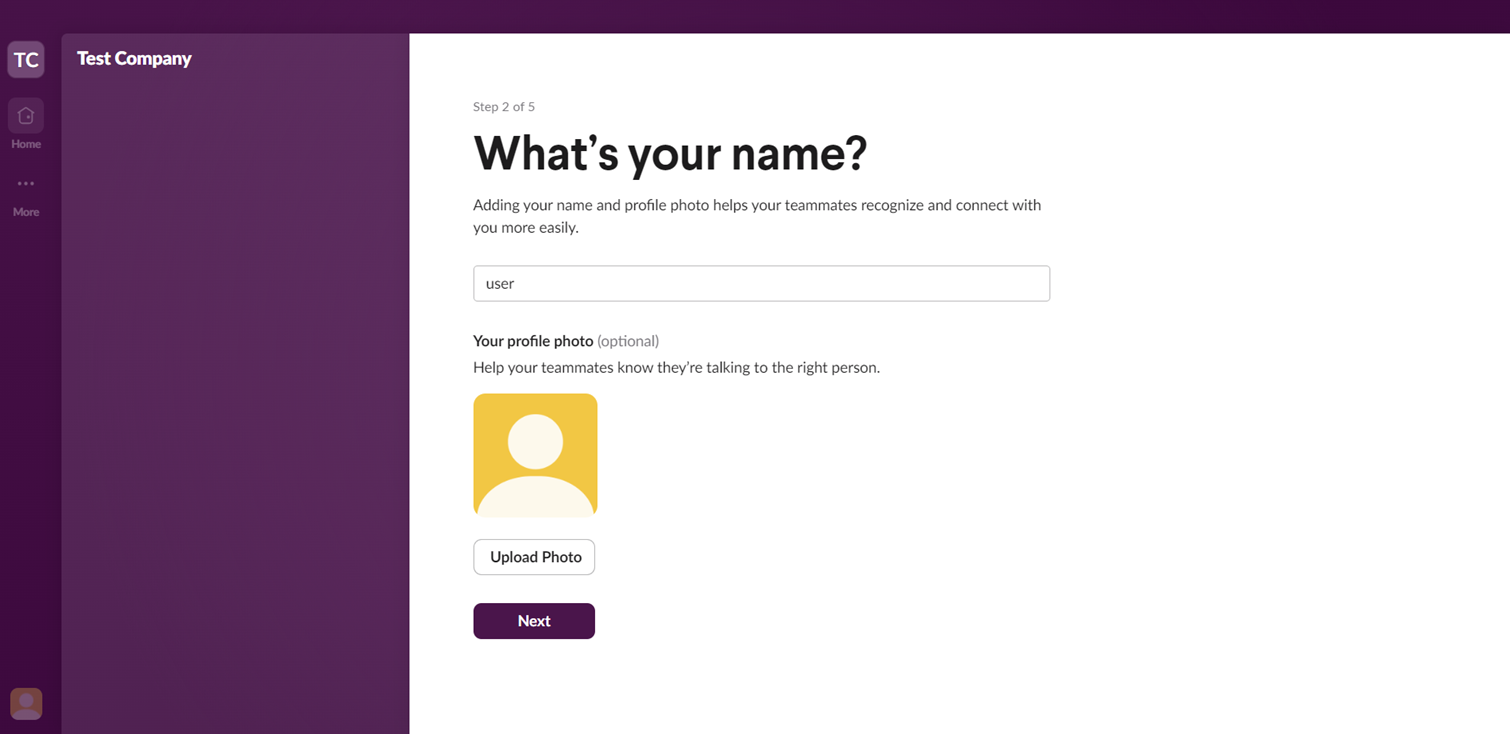 TC
Test Company
Home
More
Step 2 of 5
What’s your name?
Adding your name and profile photo helps your teammates recognize and connect with
you more easily.
user
Your profile photo (optional)
Help your teammates know they’re talking to the right person.
Upload Photo
Next